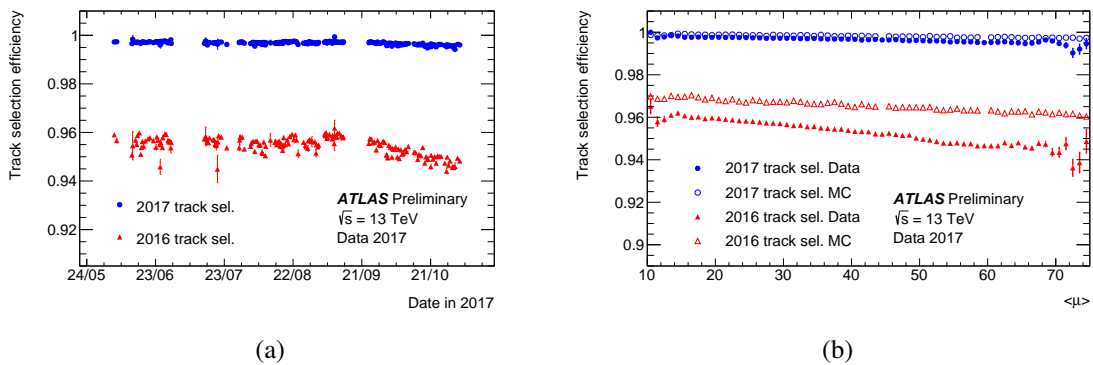 Track selection efficiency
1
0.98
0.96
0.94
0.92
2017 track sel.
2016 track sel.
ATLAS Preliminary
√s = 13 TeV
Data 2017
24/05 23/06 23/07 22/08 21/09 21/10
Date in 2017
(a)
Track selection efficiency
1
0.98
0.96
0.94
0.92
0.9
2017 track sel. Data
2017 track sel. MC
2016 track sel. Data
2016 track sel. MC
ATLAS Preliminary
√s = 13 TeV
Data 2017
10 20 30 40 50 60 70
<μ>
(b)